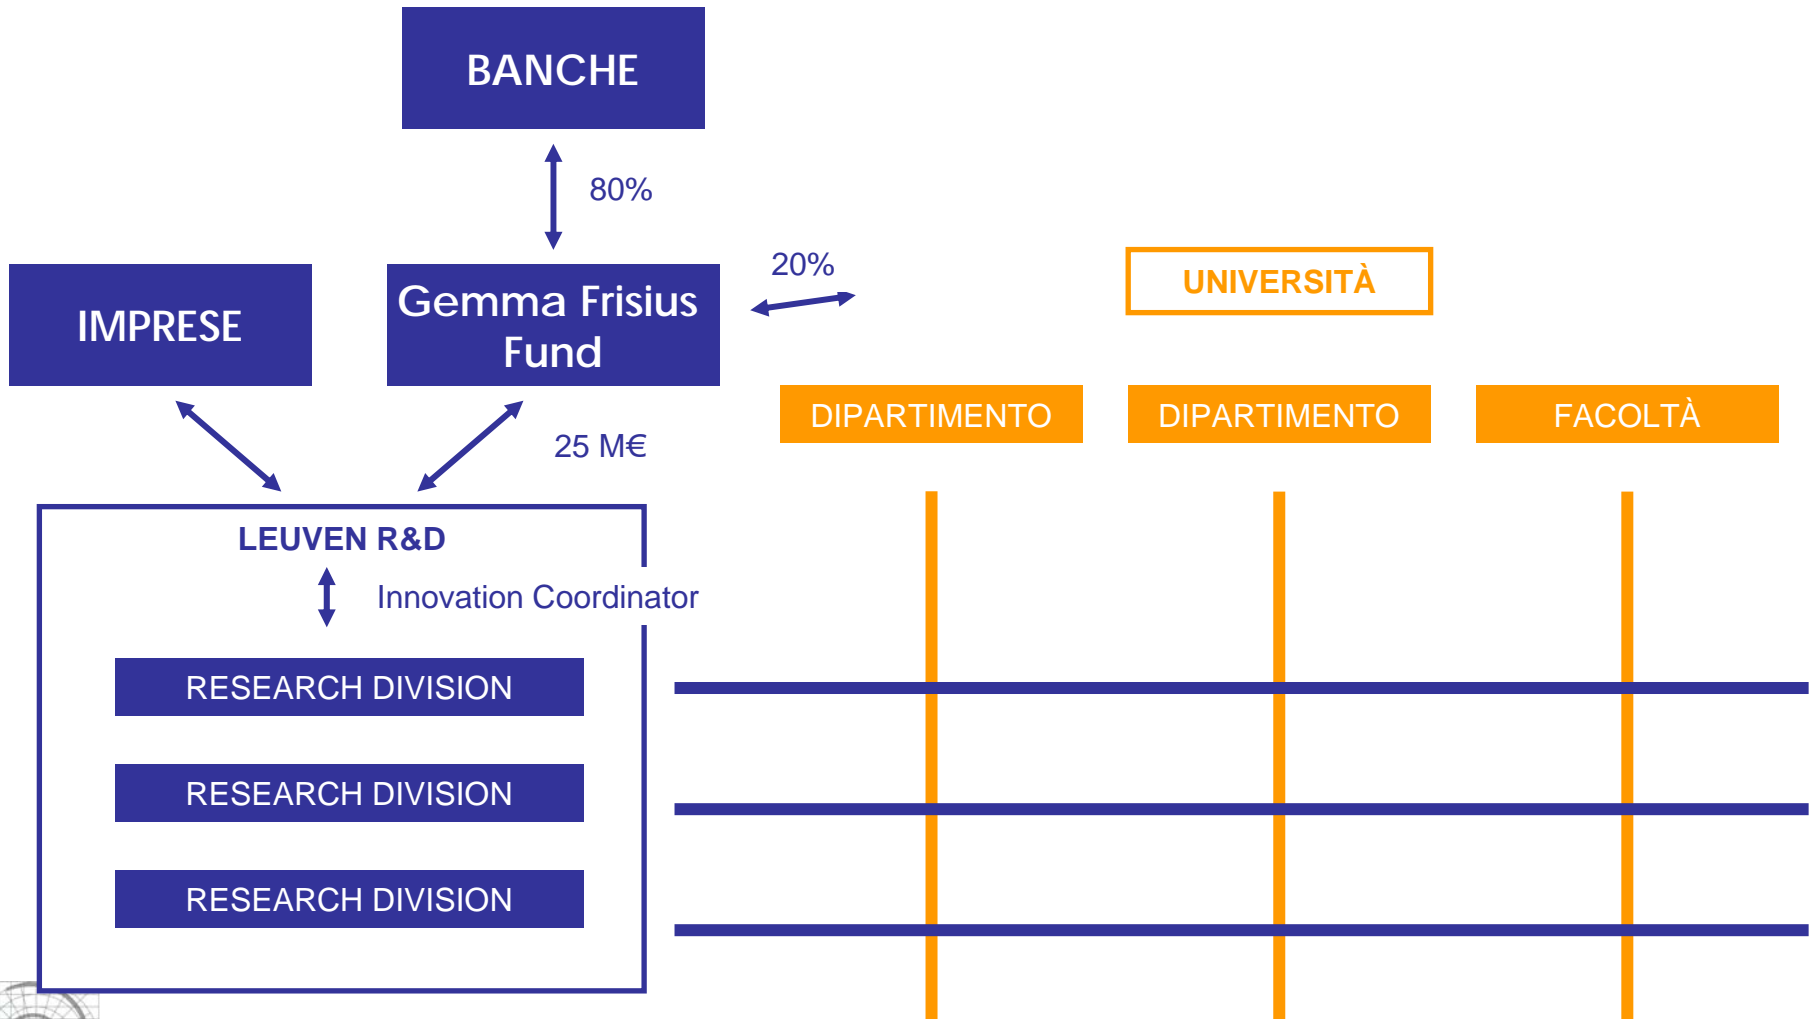 BANCHE
80%
20%
UNIVERSITÀ
IMPRESE
Gemma Frisius
Fund
25 M€
DIPARTIMENTO
DIPARTIMENTO
FACOLTÀ
LEUVEN R&D
Innovation Coordinator
RESEARCH DIVISION
RESEARCH DIVISION
RESEARCH DIVISION